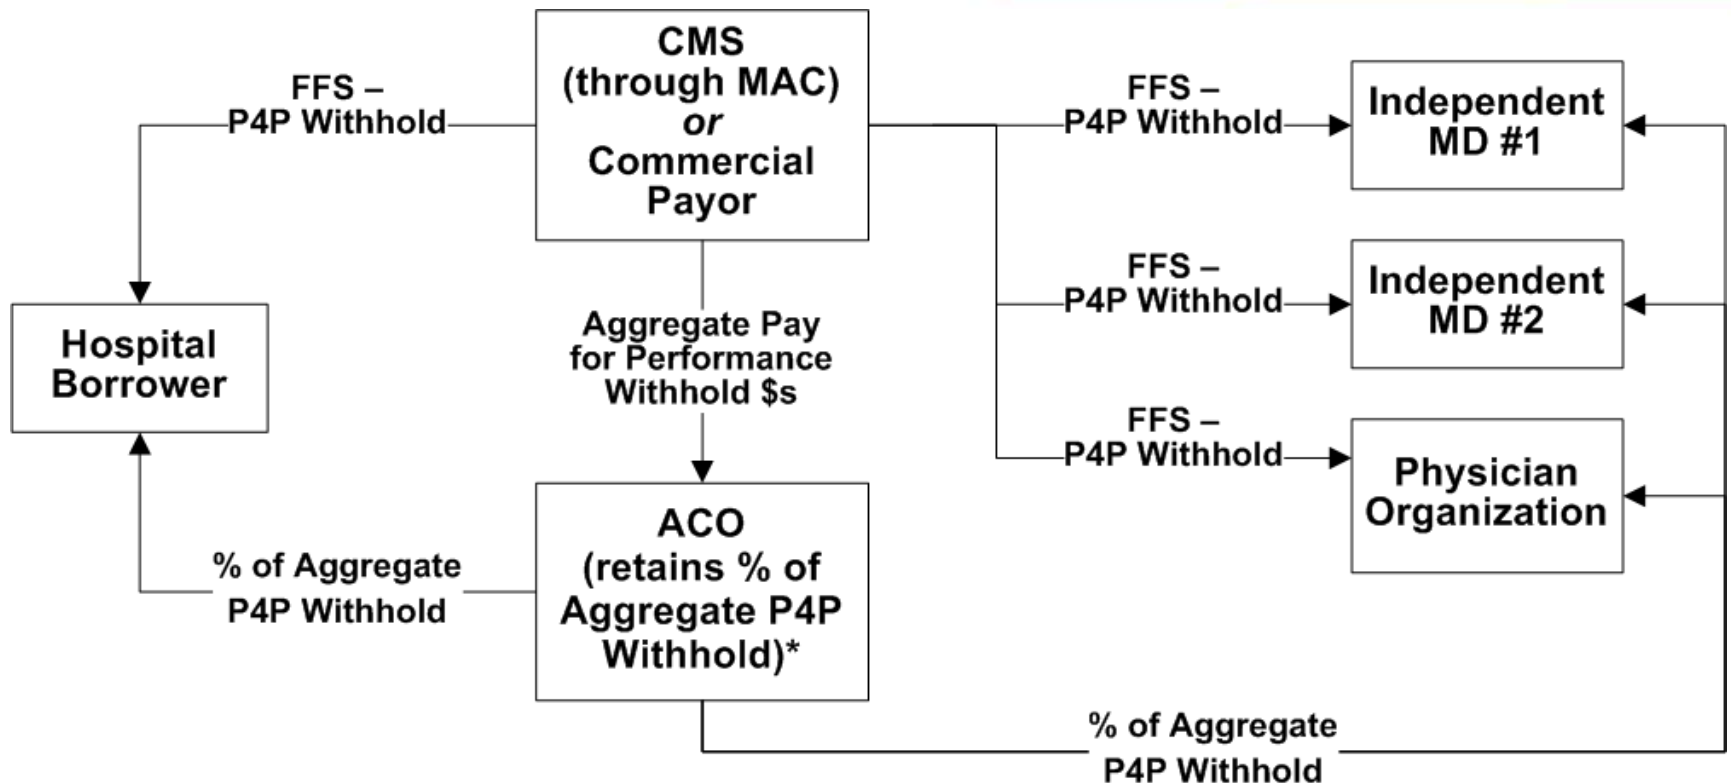 CMS
(through MAC)
or
Commercial
Payor
FFS –
P4P Withhold
FFS –
P4P Withhold
Independent
MD #1
FFS –
P4P Withhold
Independent
MD #2
Hospital
Borrower
Aggregate Pay
for Performance
Withhold $s
FFS –
P4P Withhold
Physician
Organization
ACO
(retains % of
Aggregate P4P
Withhold)*
% of Aggregate
P4P Withhold
% of Aggregate
P4P Withhold